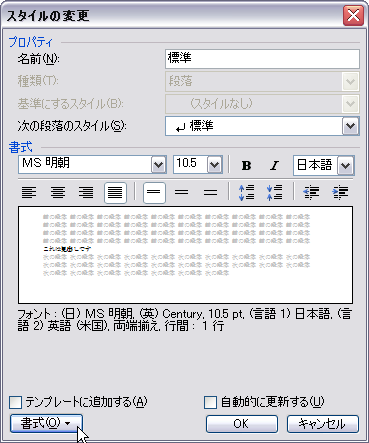 スタイルの変更
プロパティ
名前(N): 標準
種類(T): 段落
基準にするスタイル(B): (スタイルなし)
次の段落のスタイル(S): 標準
書式
MS 明朝 10.5 B I 日本語
フォント : (日) MS 明朝, (英) Century, 10.5 pt, (言語 1) 日本語, (言
語 2) 英語 (米国), 両端揃え, 行間 : 1 行
テンプレートに追加する(A) 自動的に更新する(U)
書式(O) OK キャンセル